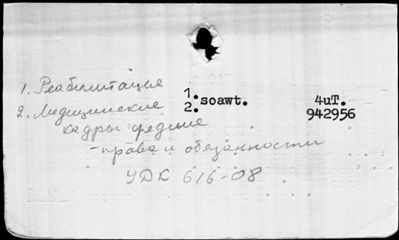 1. Реабилитация
2. Медицинские
кадры средние
- права и обязанности
УДК 616-08
1. soawt.
2.
4uT.
942956